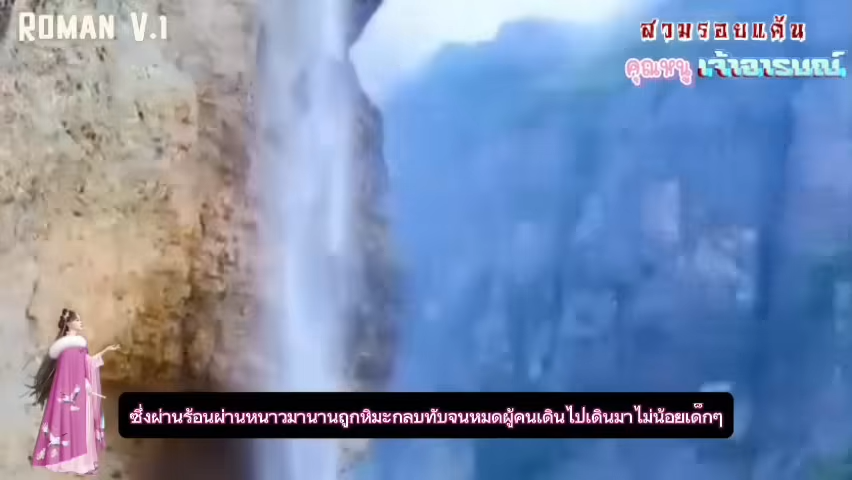 Roman V.1
สวมรอยแค้น
คุณหนู เจ้าอารมณ์
ซึ่งผ่านร้อนผ่านหนาวมานานถูกหิมะกลบทับจนหมดผู้คนเดินไปเดินมาไม่น้อยเด็กๆ